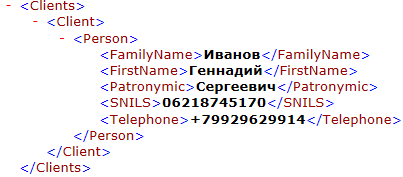 - <Clients>
- <Client>
- <Person>
<FamilyName>Иванов</FamilyName>
<FirstName>Геннадий</FirstName>
<Patronymic>Сергеевич</Patronymic>
<SNILS>06218745170</SNILS>
<Telephone>+79929629914</Telephone>
</Person>
</Client>
</Clients>